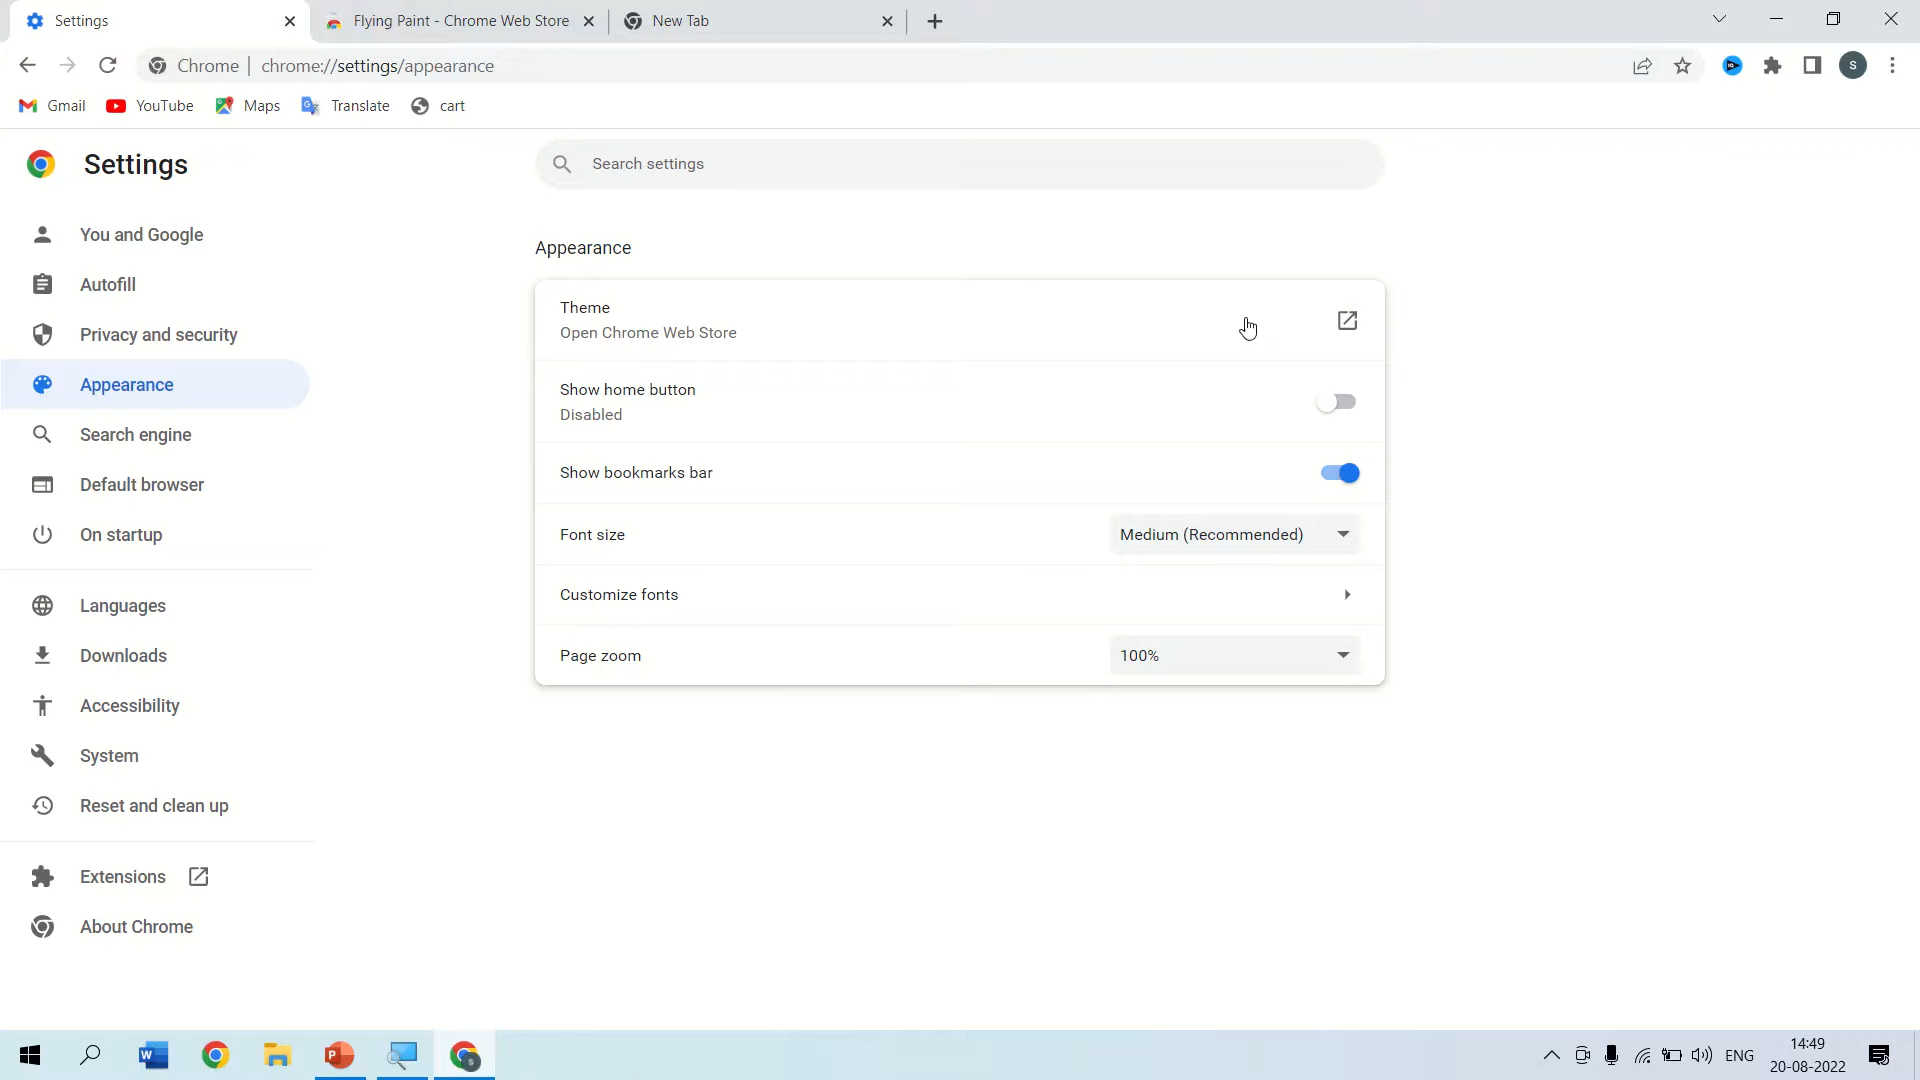 Settings
Flying Paint - Chrome Web Store
New Tab
Chrome | chrome://settings/appearance
S
Gmail
YouTube
Maps
Translate
cart
Settings
Search settings
You and Google
Autofill
Privacy and security
Appearance
Search engine
Default browser
On startup
Languages
Downloads
Accessibility
System
Reset and clean up
Extensions
About Chrome
Appearance
Theme
Open Chrome Web Store
Show home button
Disabled
Show bookmarks bar
Font size
Medium (Recommended)
Customize fonts
Page zoom
100%
ENG
14:49
20-08-2022